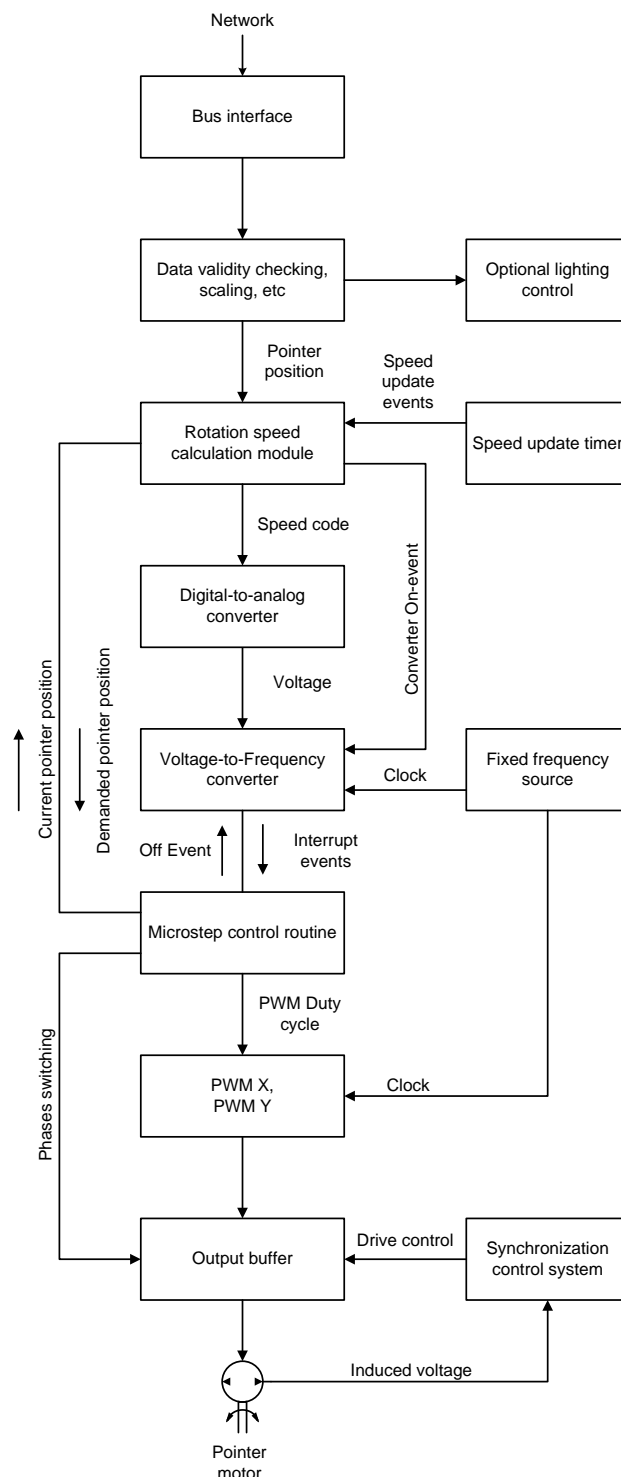 Network
Bus interface
Data validity checking,
scaling, etc
Optional lighting
control
Pointer
position
Speed
update
events
Rotation speed
calculation module
Speed update timer
Speed code
Converter On-event
Digital-to-analog
converter
Voltage
Current pointer position
Demanded pointer position
Voltage-to-Frequency
converter
Clock
Fixed frequency
source
Off Event
Interrupt
events
Microstep control routine
PWM Duty
cycle
Phases switching
PWM X,
PWM Y
Clock
Output buffer
Drive control
Synchronization
control system
Induced voltage
Pointer
motor